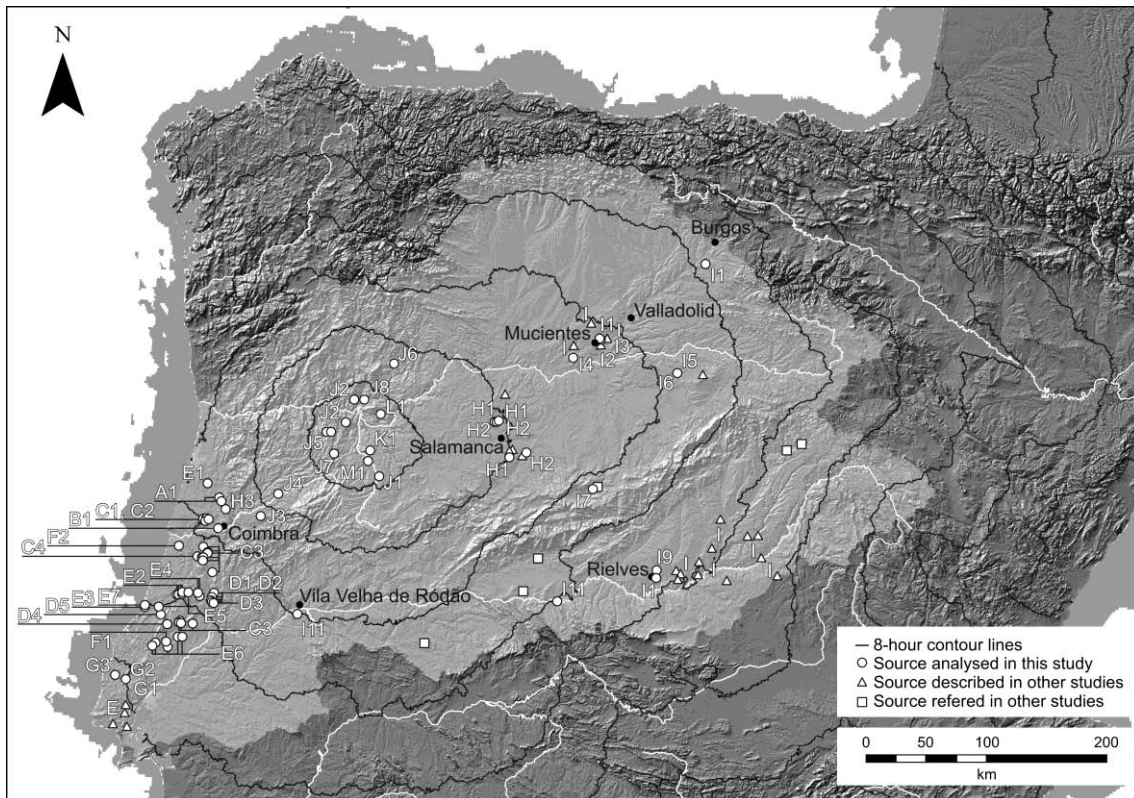 N
Burgos
I1
Valladolid
I
I1
I
Mucientes
I3
I
I2
I4
I5
I6
J6
J2
J8
L1
J2
J5
K1
J7
M1
J1
H1
H1
H2
H2
Salamanca
H1
H2
I7
E1
A1
H3
J4
J3
B1
C1
C2
Coimbra
F2
C4
C3
E4
E2
D1,D2
E3
E7
D5
D3
D4
E5
F1
C3
E6
G3
G2
G1
E
Vila Velha de Ródão
I11
I11
Rielves
I9
I
I
I
I
I
8-hour contour lines
Source analysed in this study
Source described in other studies
Source refered in other studies
0 50 100 200
km